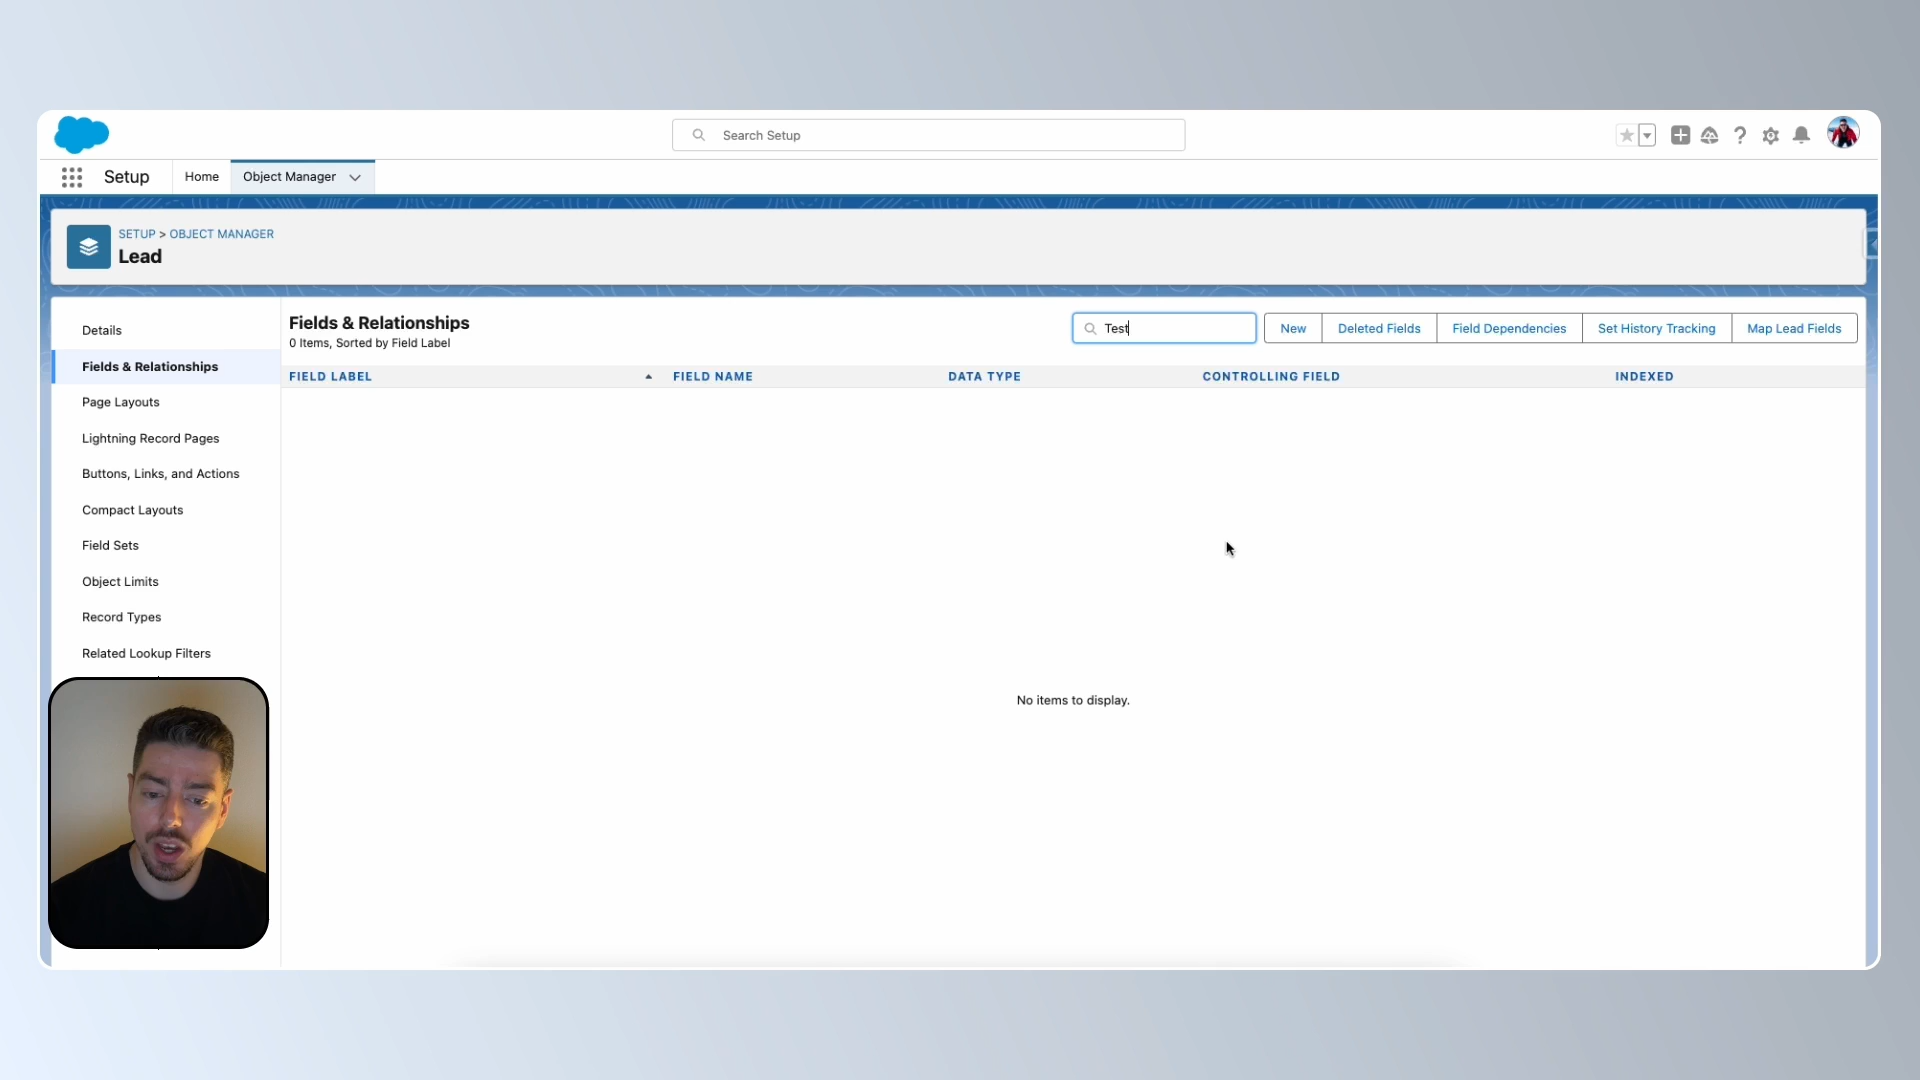 Search Setup
Setup
Home
Object Manager
SETUP > OBJECT MANAGER
Lead
Details
Fields & Relationships
Page Layouts
Lightning Record Pages
Buttons, Links, and Actions
Compact Layouts
Field Sets
Object Limits
Record Types
Related Lookup Filters
Fields & Relationships
0 Items, Sorted by Field Label
Test
New
Deleted Fields
Field Dependencies
Set History Tracking
Map Lead Fields
FIELD LABEL
FIELD NAME
DATA TYPE
CONTROLLING FIELD
INDEXED
No items to display.